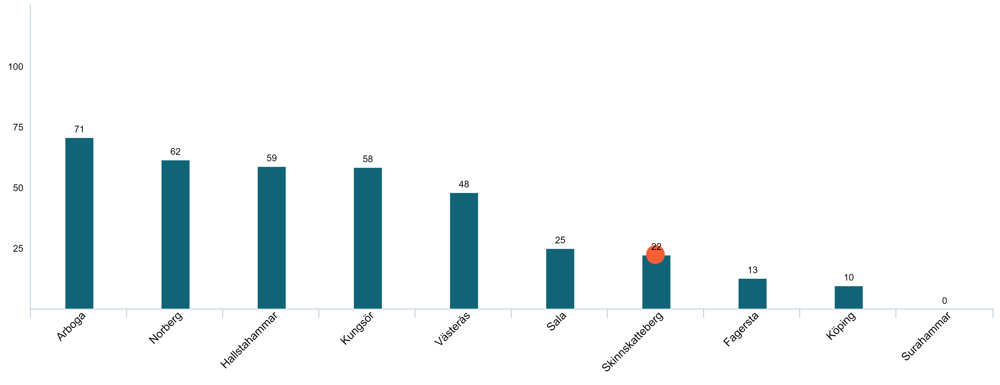 100
75
50
25
71
62
59
58
48
25
22
13
10
0
Arboga
Norberg
Hallstahammar
Kungsör
Västerås
Sala
Skinnskatteberg
Fagersta
Köping
Surahammar